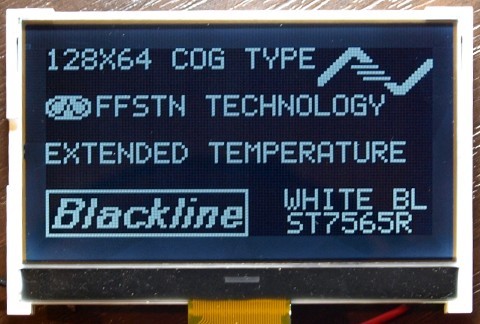 128X64 COG TYPE
FFSTN TECHNOLOGY
EXTENDED TEMPERATURE
Blackline
WHITE BL
ST7565R